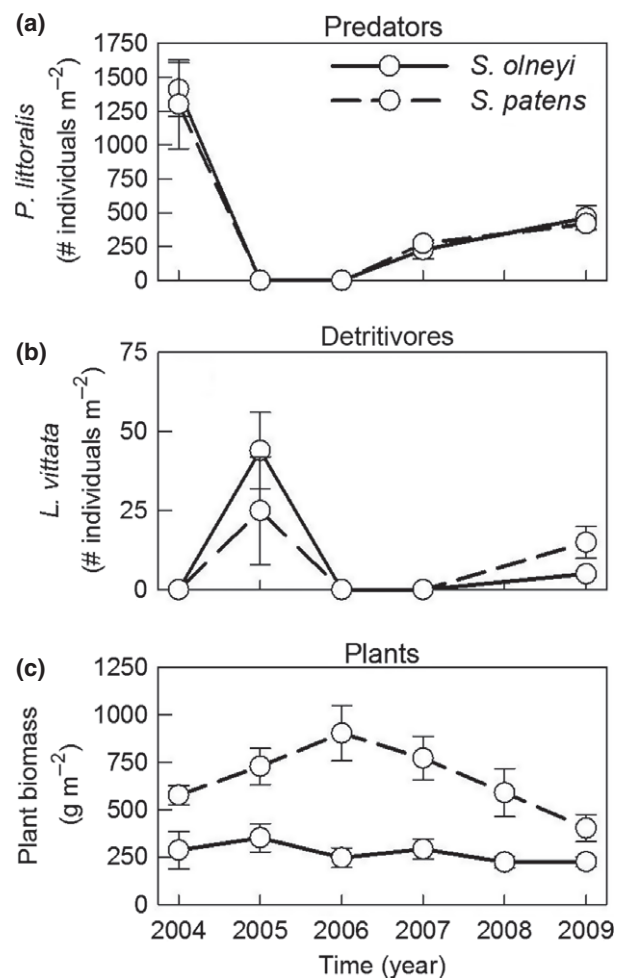 (a)
Predators
P. littoralis
(# individuals m⁻²)
1750
1500
1250
1000
750
500
250
0
S. olneyi
S. patens
(b)
Detritivores
L. vittata
(# individuals m⁻²)
75
50
25
0
(c)
Plants
Plant biomass
(g m⁻²)
1250
1000
750
500
250
0
2004 2005 2006 2007 2008 2009
Time (year)